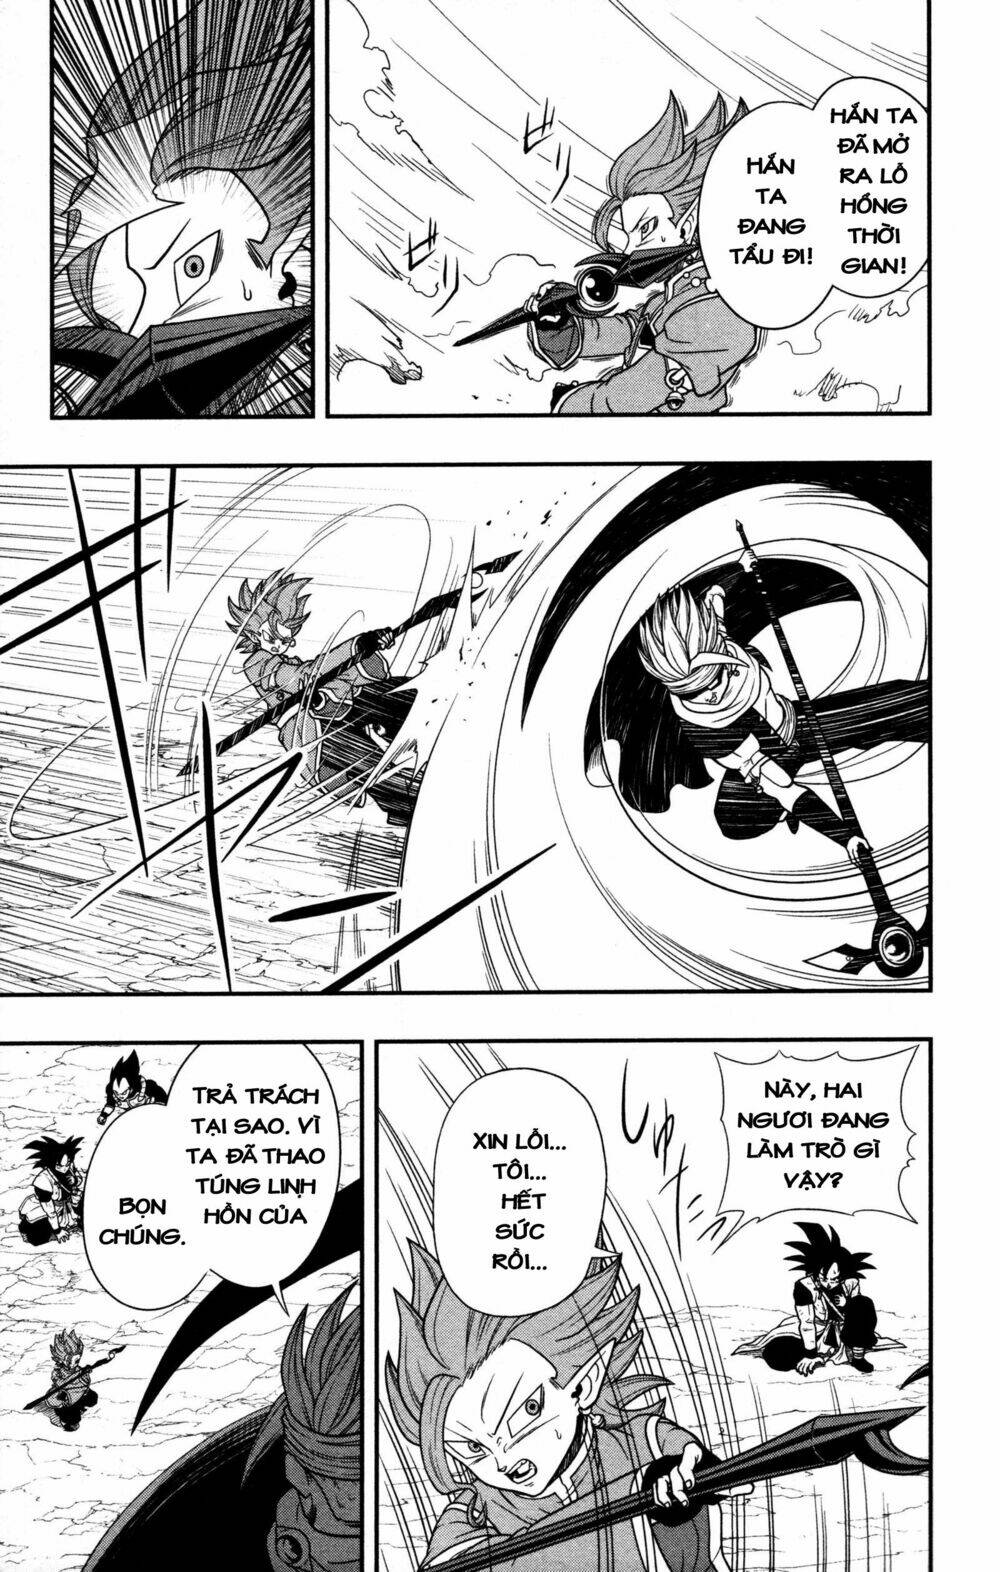 HẮN TA
ĐÃ MỞ
RA LỖ
HỔNG
THỜI
GIAN!
HẮN
TA
ĐANG
TẨU ĐI!
NÀY, HAI
NGƯƠI ĐANG
LÀM TRÒ GÌ
VẬY?
XIN LỖI...
TÔI...
HẾT
SỨC
RỒI...
TRẢ TRÁCH
TẠI SAO. VÌ
TA ĐÃ THAO
TÚNG LINH
HỒN CỦA
BỌN
CHÚNG.